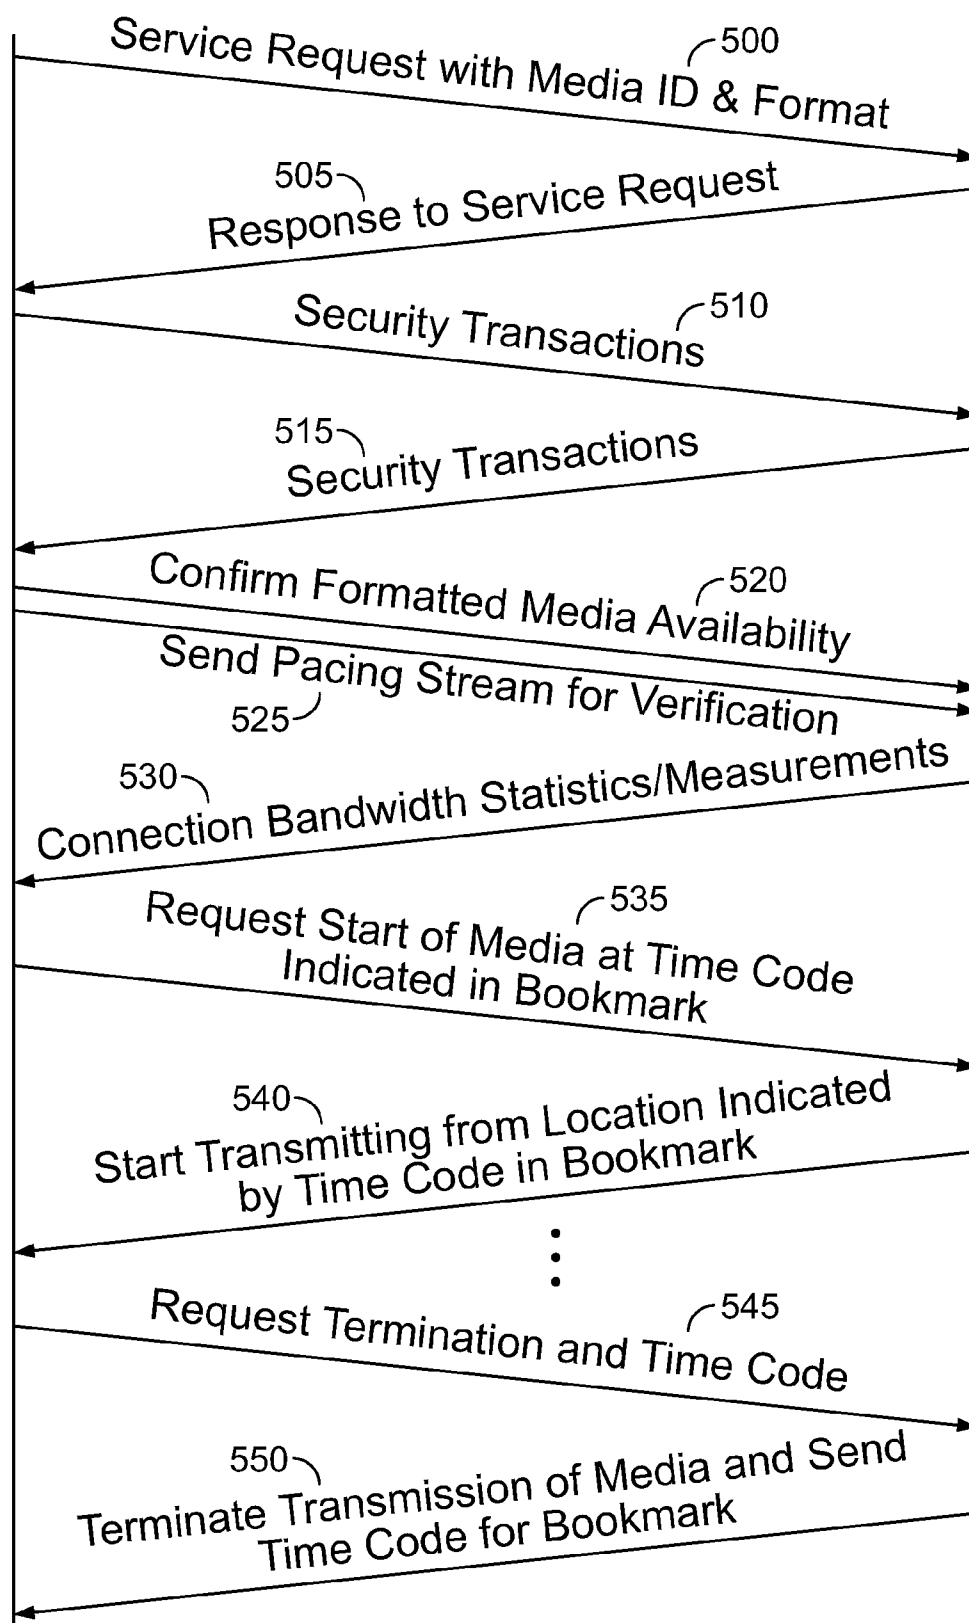 500
Service Request with Media ID & Format
505
Response to Service Request
510
Security Transactions
515
Security Transactions
520
Confirm Formatted Media Availability
Send Pacing Stream for Verification
525
530
Connection Bandwidth Statistics/Measurements
535
Request Start of Media at Time Code
Indicated in Bookmark
540
Start Transmitting from Location Indicated
by Time Code in Bookmark
545
Request Termination and Time Code
550
Terminate Transmission of Media and Send
Time Code for Bookmark